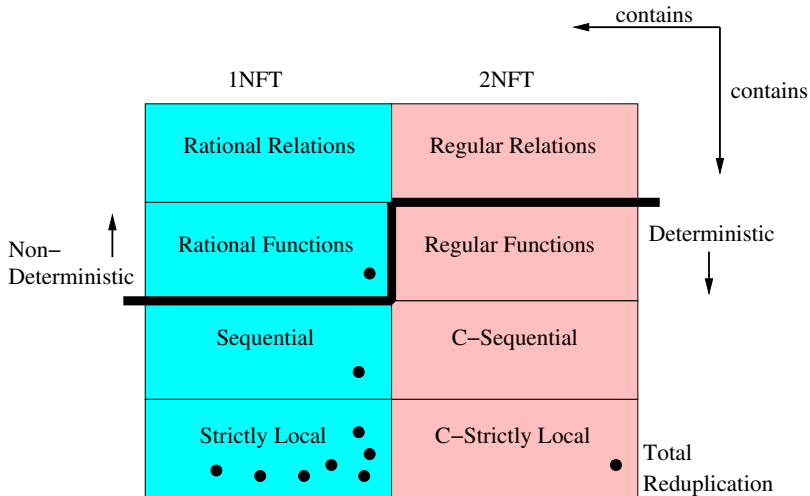 contains
1NFT 2NFT
contains
Rational Relations Regular Relations
Non−
Deterministic
Rational Functions Regular Functions
Deterministic
Sequential C−Sequential
Strictly Local C−Strictly Local
Total
Reduplication